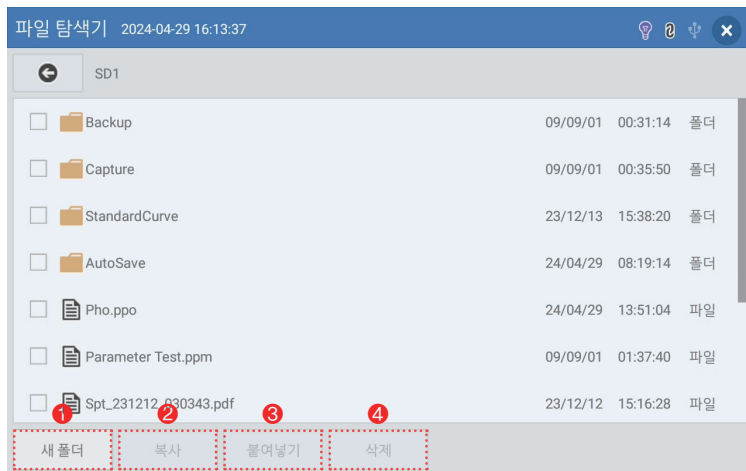 파일 탐색기 2024-04-29 16:13:37
SD1
Backup 09/09/01 00:31:14 폴더
Capture 09/09/01 00:35:50 폴더
StandardCurve 23/12/13 15:38:20 폴더
AutoSave 24/04/29 08:19:14 폴더
Pho.ppo 24/04/29 13:51:04 파일
Parameter Test.ppm 09/09/01 01:37:40 파일
Spt_231212_030343.pdf 23/12/12 15:16:28 파일
1 2 3 4
새 폴더 복사 붙여넣기 삭제